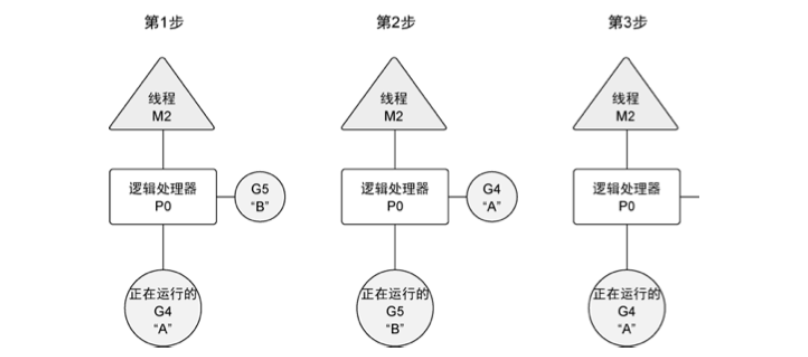 第1步
第2步
第3步
线程
M2
线程
M2
线程
M2
逻辑处理器
P0
G5
“B”
逻辑处理器
P0
G4
“A”
逻辑处理器
P0
正在运行的
G4
“A”
正在运行的
G5
“B”
正在运行的
G4
“A”